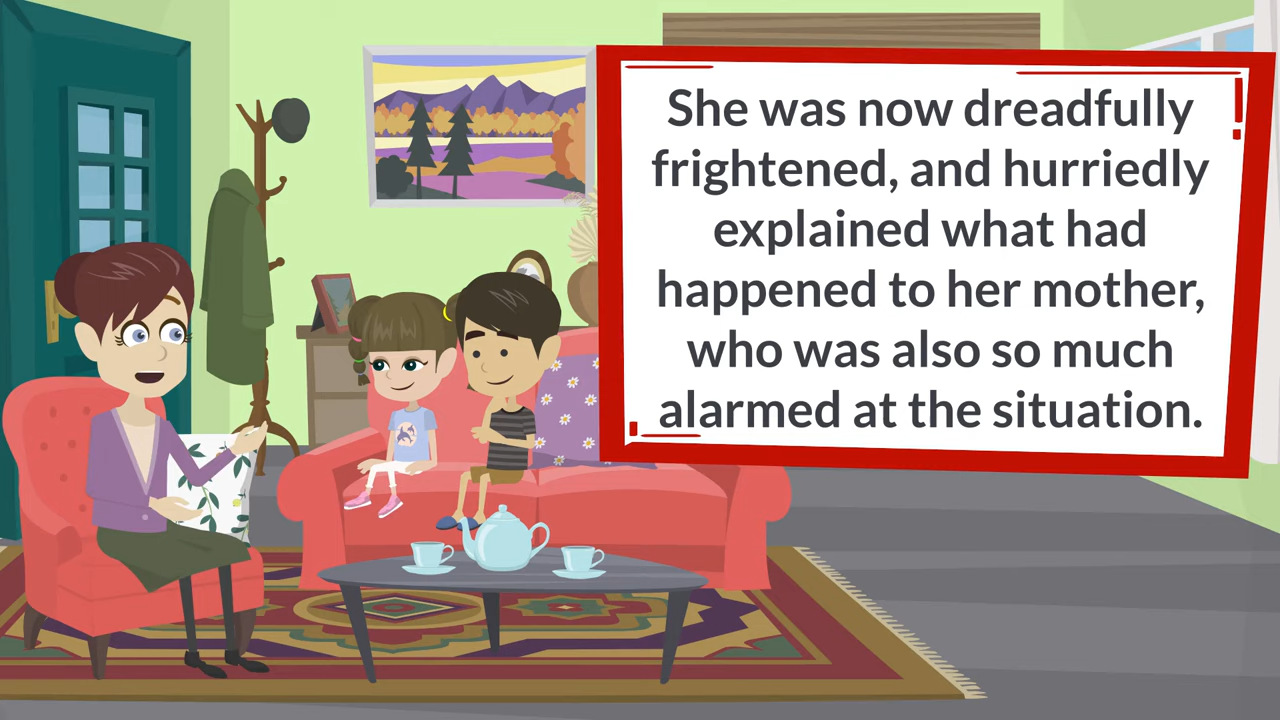 She was now dreadfully
frightened, and hurriedly
explained what had
happened to her mother,
who was also so much
alarmed at the situation.